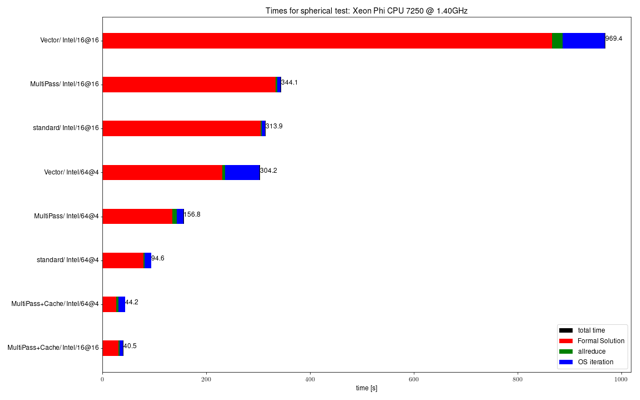 Times for spherical test: Xeon Phi CPU 7250 @ 1.40GHz
Vector/ Intel/16@16
969.4
MultiPass/ Intel/16@16
344.1
standard/ Intel/16@16
313.9
Vector/ Intel/64@4
304.2
MultiPass/ Intel/64@4
156.8
standard/ Intel/64@4
94.6
MultiPass+Cache/ Intel/64@4
44.2
MultiPass+Cache/ Intel/16@16
40.5
total time
Formal Solution
allreduce
OS iteration
0 200 400 600 800 1000
time [s]